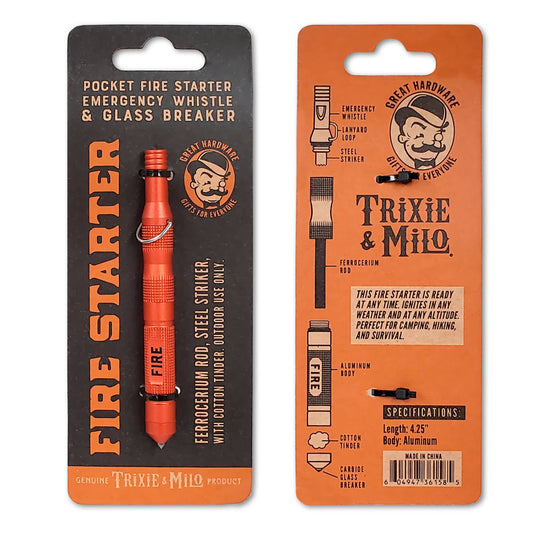 POCKET FIRE STARTER
EMERGENCY WHISTLE
& GLASS BREAKER
GREAT HARDWARE
GIFTS FOR EVERYONE
FIRE STARTER
FIRE
FERROCERIUM ROD, STEEL STRIKER,
WITH COTTON TINDER. OUTDOOR USE ONLY.
GENUINE TRIXIE & MILO PRODUCT
GREAT HARDWARE
GIFTS FOR EVERYONE
EMERGENCY
WHISTLE
LANYARD
LOOP
STEEL
STRIKER
TRIXIE
& MILO.
FERROCERIUM
ROD
THIS FIRE STARTER IS READY
AT ANY TIME. IGNITES IN ANY
WEATHER AND AT ANY ALTITUDE.
PERFECT FOR CAMPING, HIKING,
AND SURVIVAL.
ALUMINUM
BODY
FIRE
SPECIFICATIONS:
Length: 4.25"
Body: Aluminum
COTTON
TINDER
MADE IN CHINA
CARBIDE
GLASS
BREAKER
6 04947 36158 5